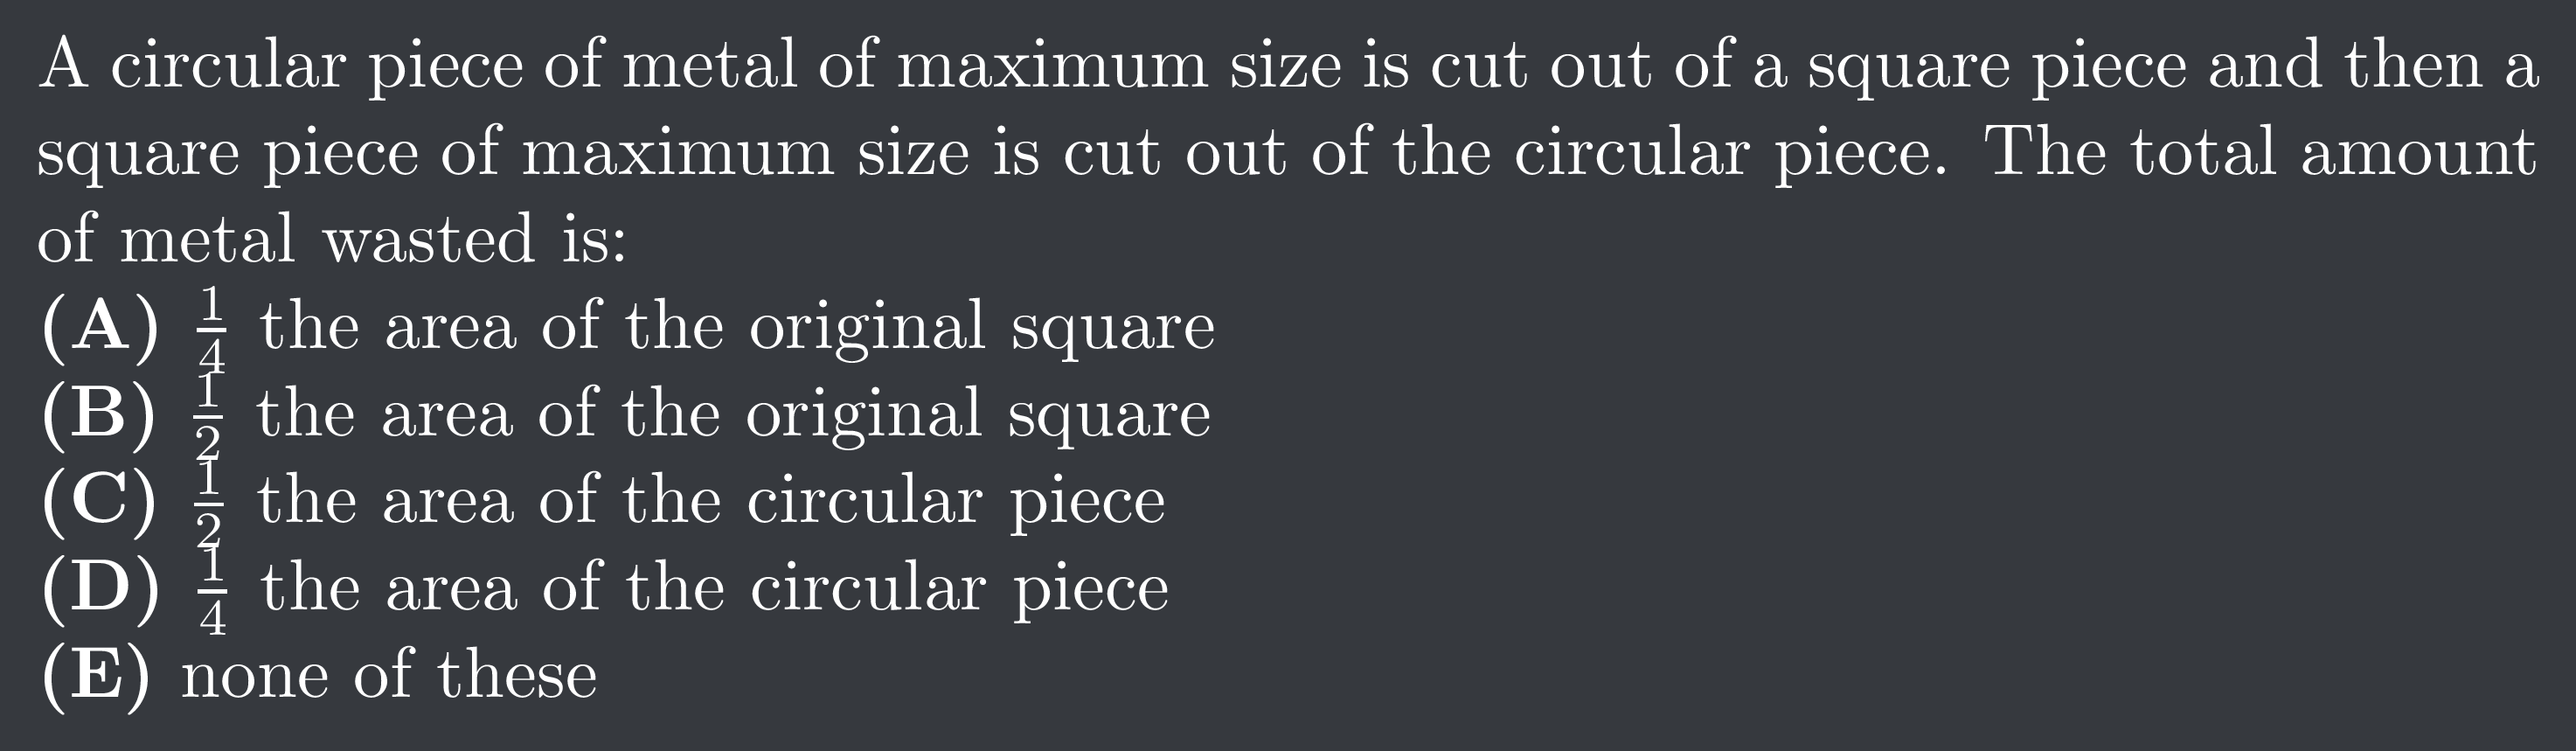 A circular piece of metal of maximum size is cut out of a square piece and then a
square piece of maximum size is cut out of the circular piece. The total amount
of metal wasted is:
(A) 1/4 the area of the original square
(B) 1/2 the area of the original square
(C) 1/2 the area of the circular piece
(D) 1/4 the area of the circular piece
(E) none of these